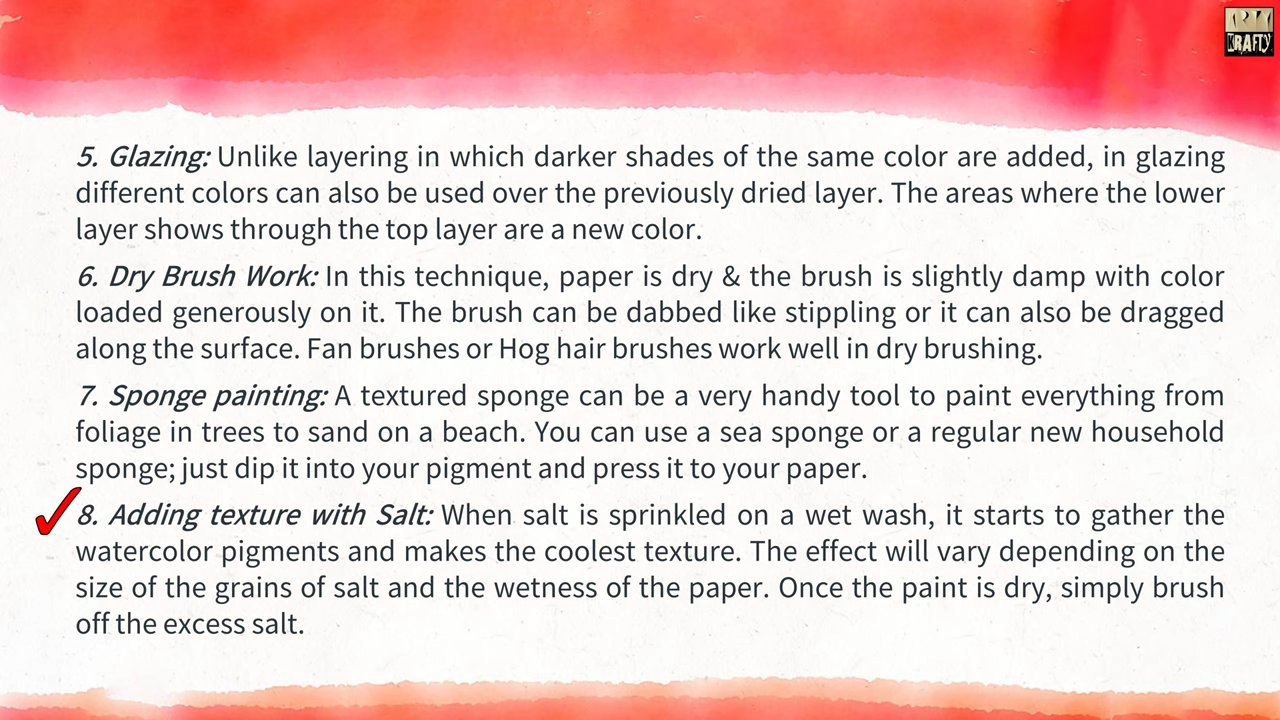 ARTY
KRAFTY
5. Glazing: Unlike layering in which darker shades of the same color are added, in glazing
different colors can also be used over the previously dried layer. The areas where the lower
layer shows through the top layer are a new color.
6. Dry Brush Work: In this technique, paper is dry & the brush is slightly damp with color
loaded generously on it. The brush can be dabbed like stippling or it can also be dragged
along the surface. Fan brushes or Hog hair brushes work well in dry brushing.
7. Sponge painting: A textured sponge can be a very handy tool to paint everything from
foliage in trees to sand on a beach. You can use a sea sponge or a regular new household
sponge; just dip it into your pigment and press it to your paper.
8. Adding texture with Salt: When salt is sprinkled on a wet wash, it starts to gather the
watercolor pigments and makes the coolest texture. The effect will vary depending on the
size of the grains of salt and the wetness of the paper. Once the paint is dry, simply brush
off the excess salt.